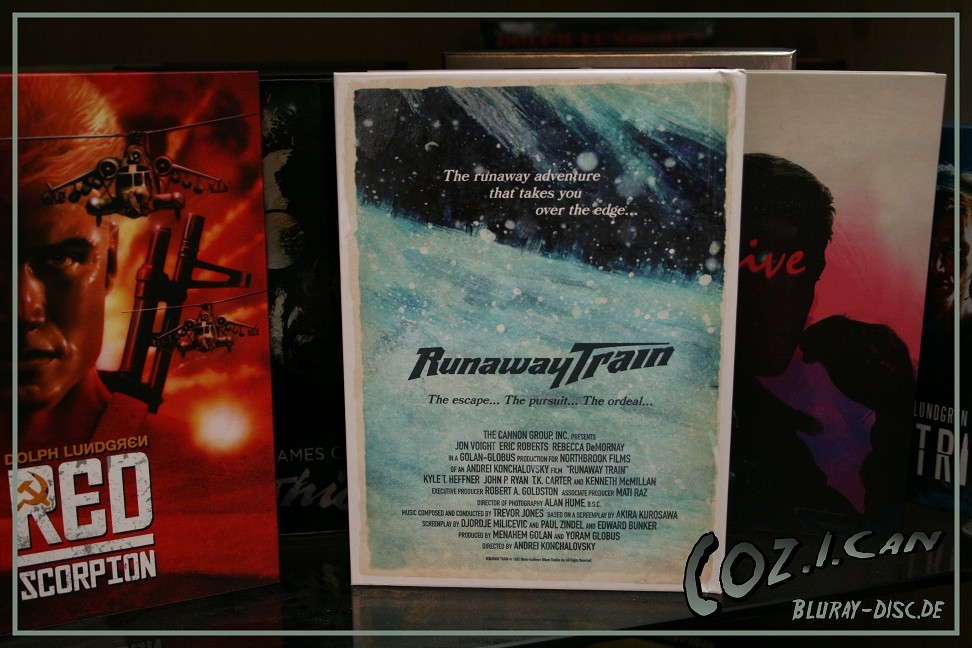 The runaway adventure
that takes you
over the edge...
RUNAWAY TRAIN
The escape... The pursuit... The ordeal...
THE CANNON GROUP, INC. PRESENTS
JON VOIGHT ERIC ROBERTS REBECCA DeMORNAY
IN A GOLAN-GLOBUS PRODUCTION FOR NORTHBROOK FILMS
OF AN ANDREI KONCHALOVSKY FILM "RUNAWAY TRAIN"
KYLE T. HEFFNER JOHN P. RYAN T.K. CARTER AND KENNETH McMILLAN
EXECUTIVE PRODUCER ROBERT A. GOLDSTON ASSOCIATE PRODUCER MATI RAZ
DIRECTOR OF PHOTOGRAPHY ALAN HUME B.S.C.
MUSIC COMPOSED AND CONDUCTED BY TREVOR JONES BASED ON A SCREENPLAY BY AKIRA KUROSAWA
SCREENPLAY BY DJORDJE MILICEVIC AND PAUL ZINDEL AND EDWARD BUNKER
PRODUCED BY MENAHEM GOLAN AND YORAM GLOBUS
DIRECTED BY ANDREI KONCHALOVSKY
DOLPH LUNDGREN
RED
SCORPION
AMES C
Thi
ive
LUNDGREN
TRI
COZ.I.CAN
BLURAY-DISC.DE